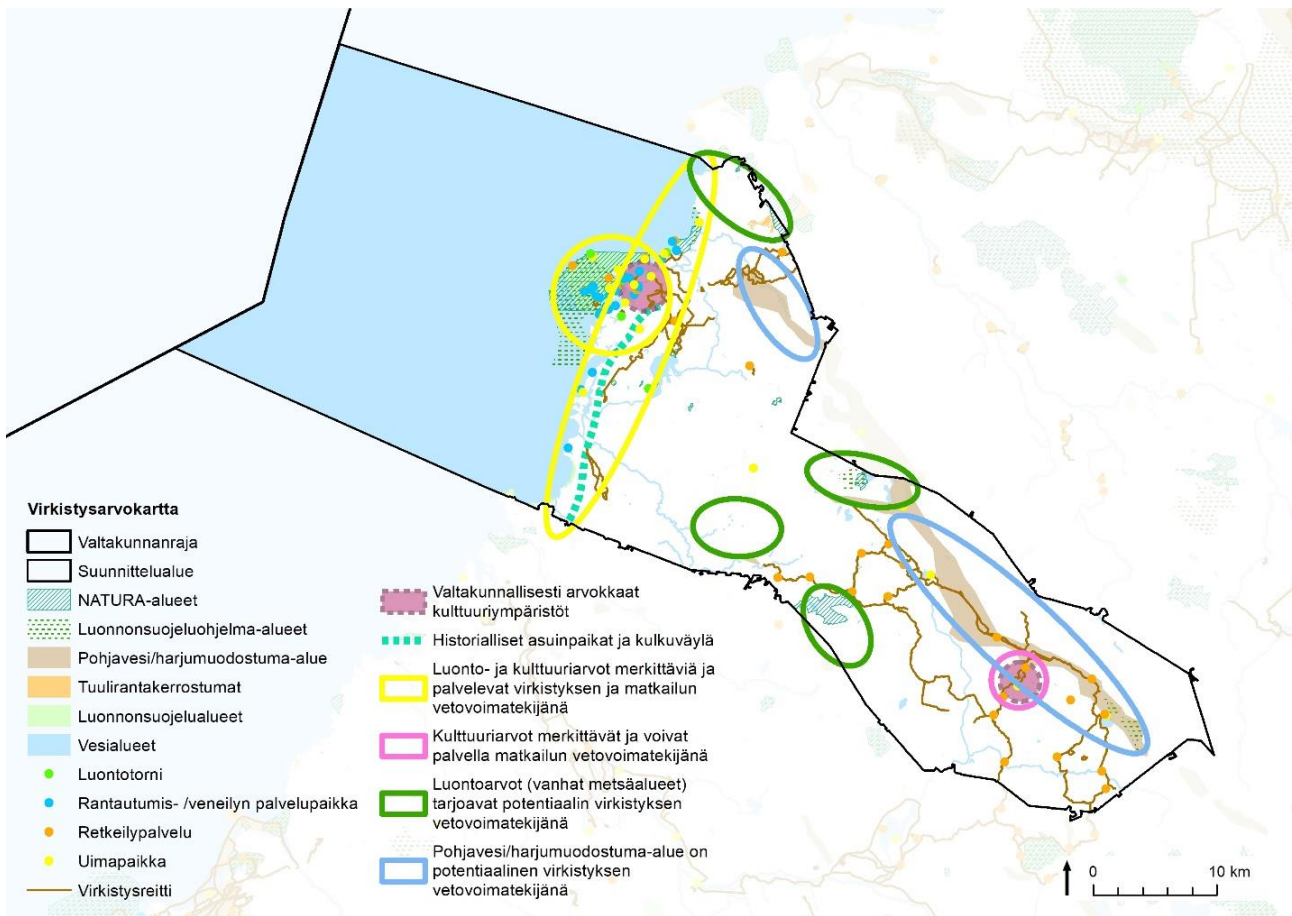 Virkistysarvokartta
Valtakunnanraja
Suunnittelualue
NATURA-alueet
Luonnonsuojeluohjelma-alueet
Pohjavesi/harjumuodostuma-alue
Tuulirantakerrostumat
Luonnonsuojelualueet
Vesialueet
Luontotorni
Rantautumis- /veneilyn palvelupaikka
Retkeilypalvelu
Uimapaikka
Virkistysreitti
Valtakunnallisesti arvokkaat
kulttuuriympäristöt
Historialliset asuinpaikat ja kulkuväylä
Luonto- ja kulttuuriarvot merkittäviä ja
palvelevat virkistyksen ja matkailun
vetovoimatekijänä
Kulttuuriarvot merkittävät ja voivat
palvella matkailun vetovoimatekijänä
Luontoarvot (vanhat metsäalueet)
tarjoavat potentiaalin virkistyksen
vetovoimatekijänä
Pohjavesi/harjumuodostuma-alue on
potentiaalinen virkistyksen
vetovoimatekijänä
0 10 km